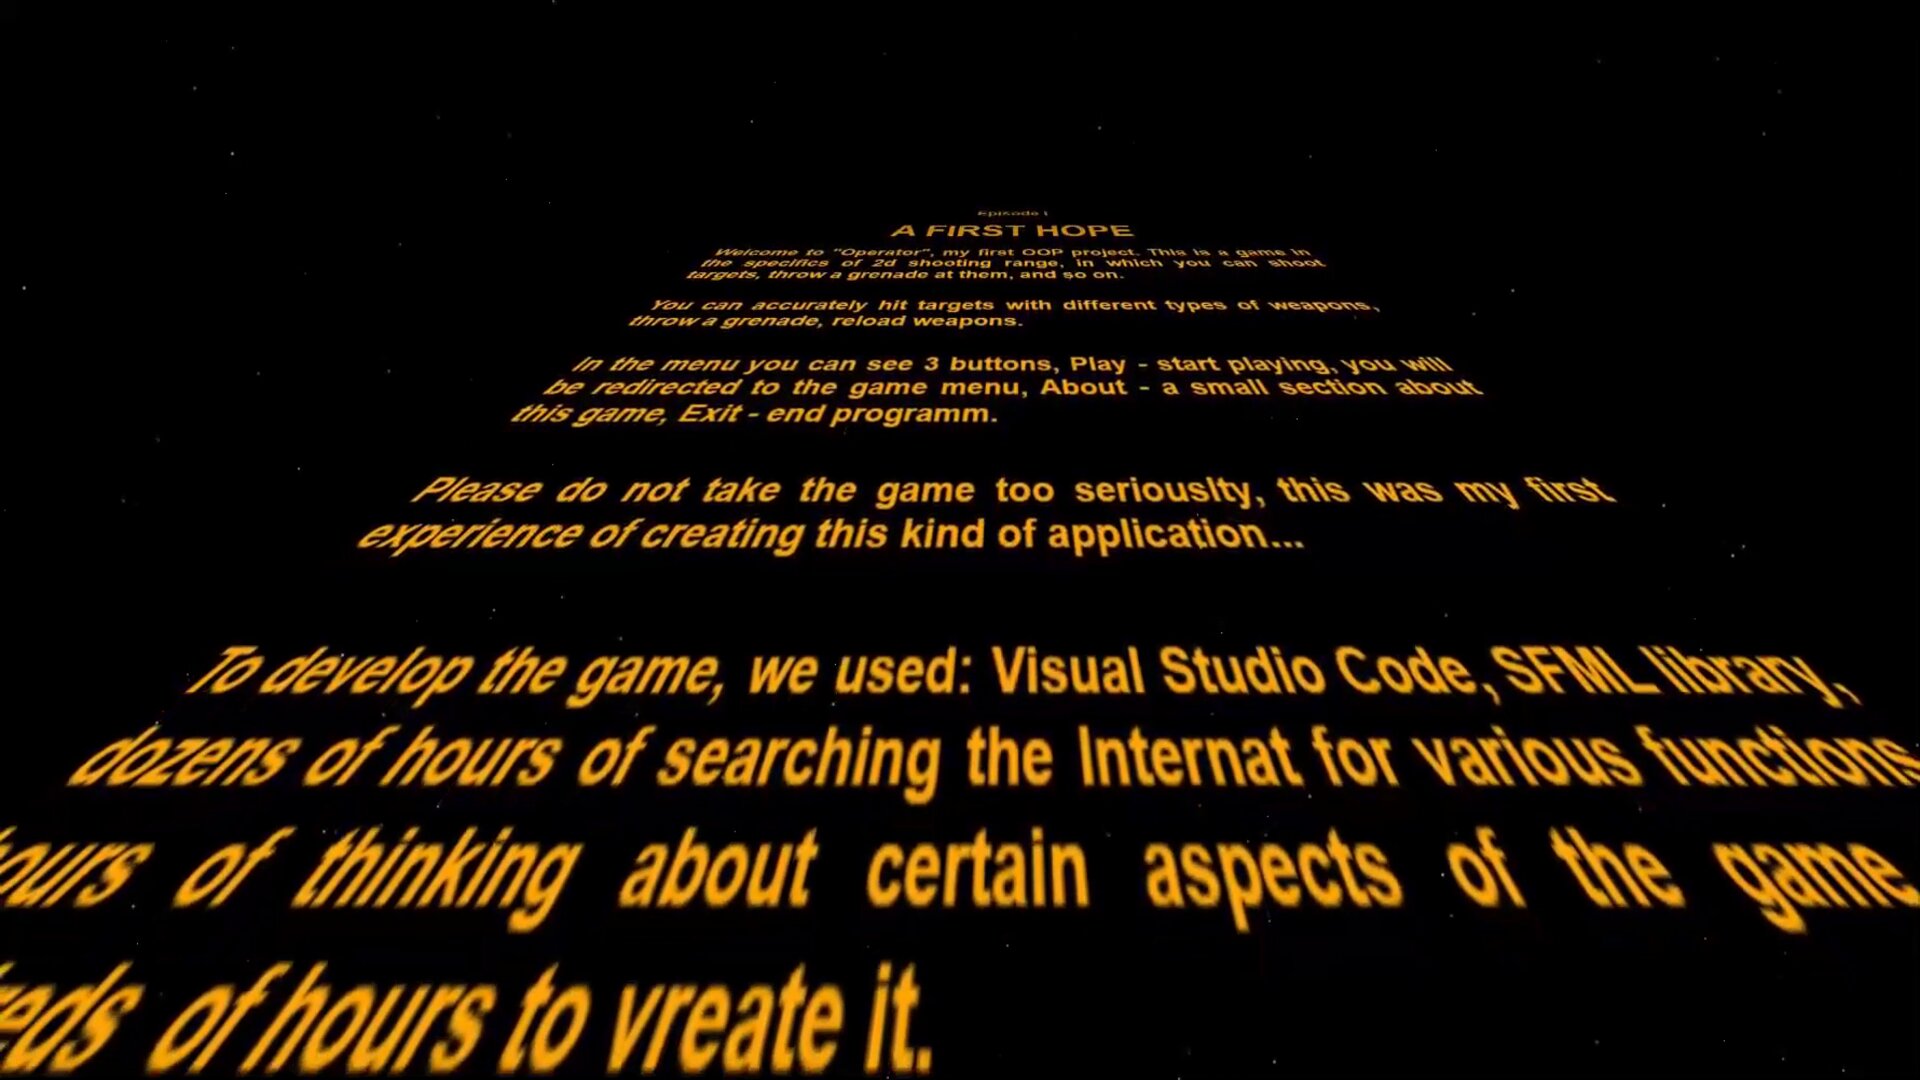 Episode I
A FIRST HOPE
Welcome to "Operator", my first OOP project. This is a game in
the specifics of 2d shooting range, in which you can shoot
targets, throw a grenade at them, and so on.
You can accurately hit targets with different types of weapons,
throw a grenade, reload weapons.
In the menu you can see 3 buttons, Play - start playing, you will
be redirected to the game menu, About - a small section about
this game, Exit - end programm.
Please do not take the game too seriouslty, this was my first
experience of creating this kind of application...
To develop the game, we used: Visual Studio Code, SFML library,
dozens of hours of searching the Internat for various functions
of thinking about certain aspects of the game
of hours to vreate it.